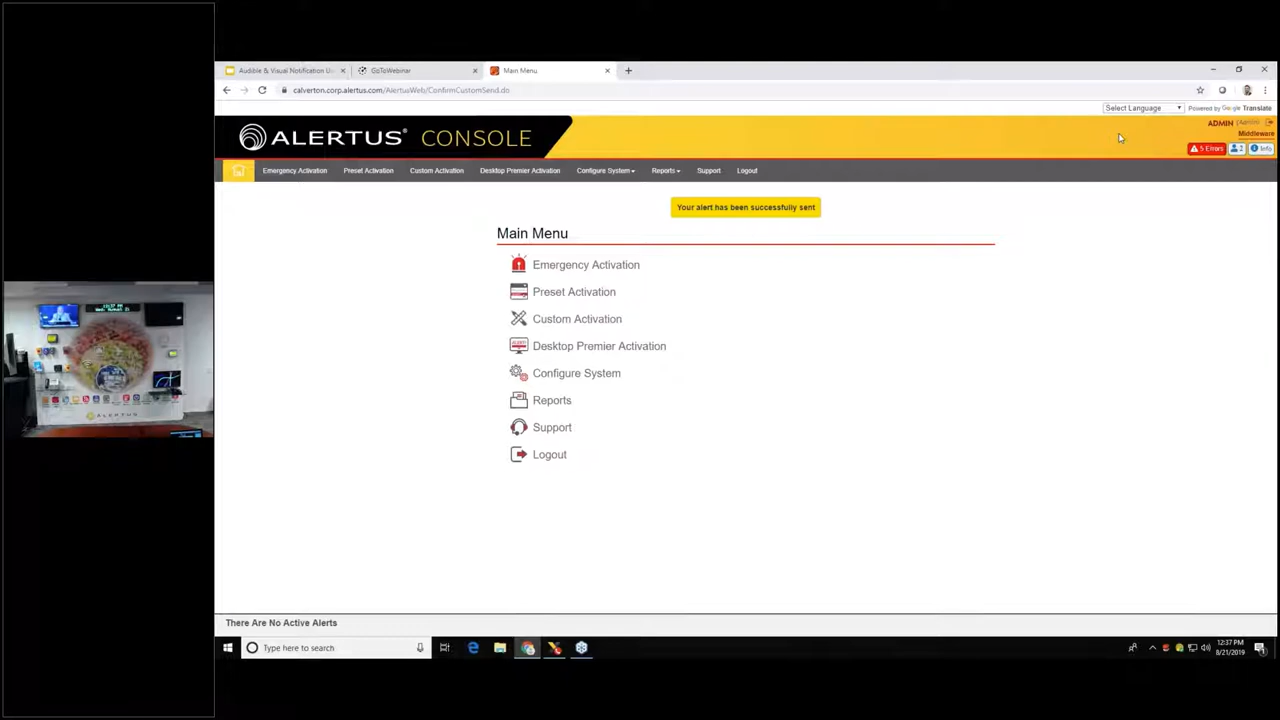 Audible & Visual Notification Us
GoToWebinar
Main Menu
calverton.corp.alertus.com/AlertusWeb/ConfirmCustomSend.do
Select Language
Powered by Google Translate
ALERTUS® CONSOLE
ADMIN
Middleware
5 Errors
2
Info
Emergency Activation
Preset Activation
Custom Activation
Desktop Premier Activation
Configure System
Reports
Support
Logout
Your alert has been successfully sent
Main Menu
Emergency Activation
Preset Activation
Custom Activation
Desktop Premier Activation
Configure System
Reports
Support
Logout
There Are No Active Alerts
Type here to search
12:37 PM
8/21/2019
ALERTUS